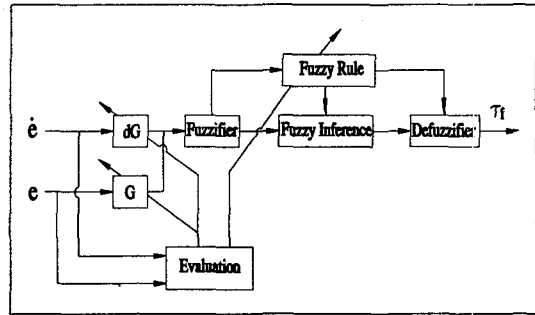 Fuzzy Rule
ė
dG
Fuzzifier
Fuzzy Inference
Defuzzifier
τf
e
G
Evaluation